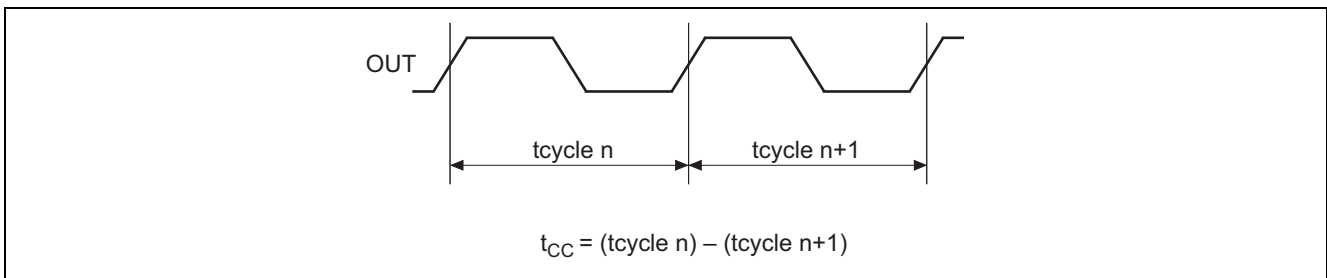 OUT
tcycle n
tcycle n+1
tCC = (tcycle n) – (tcycle n+1)